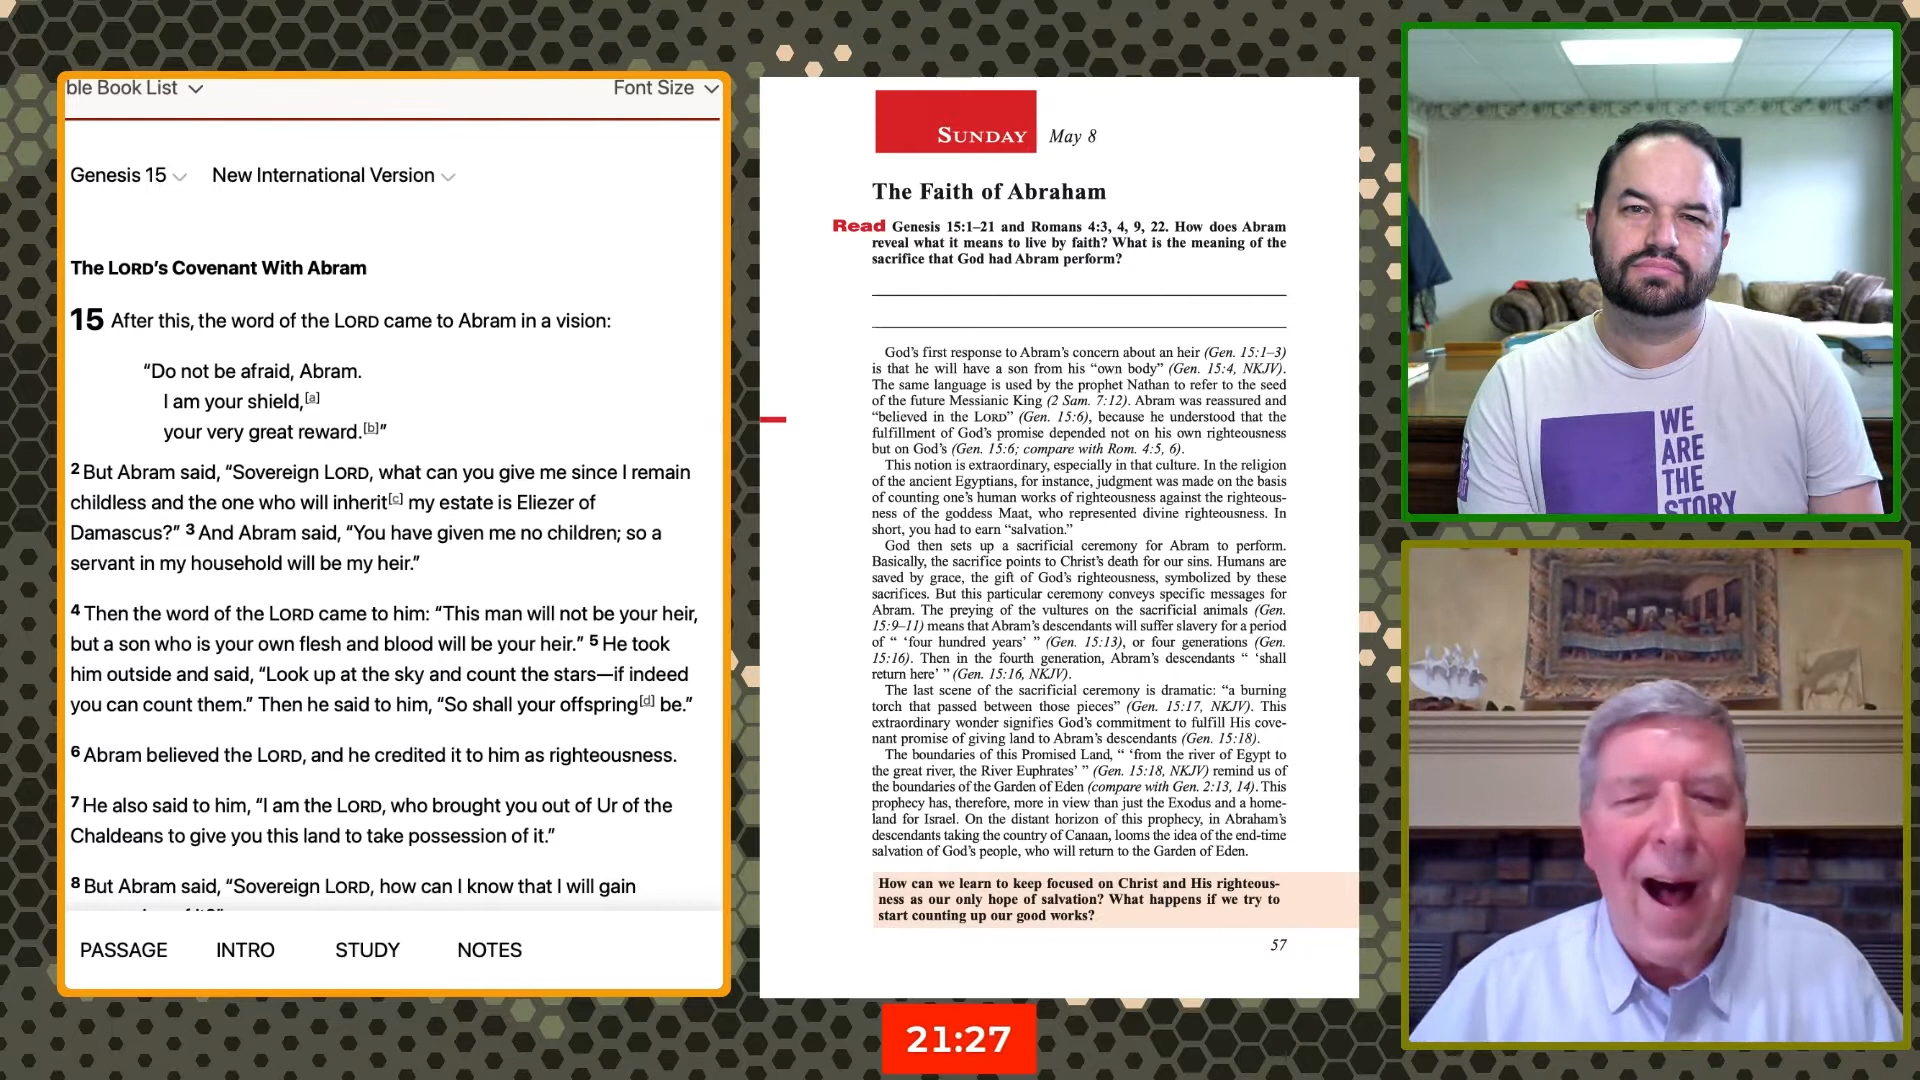 ble Book List
Font Size
Genesis 15
New International Version
The LORD's Covenant With Abram
15 After this, the word of the LORD came to Abram in a vision:
“Do not be afraid, Abram.
I am your shield,[a]
your very great reward.[b]”
2 But Abram said, “Sovereign LORD, what can you give me since I remain
childless and the one who will inherit[c] my estate is Eliezer of
Damascus?” 3 And Abram said, “You have given me no children; so a
servant in my household will be my heir.”
4 Then the word of the LORD came to him: “This man will not be your heir,
but a son who is your own flesh and blood will be your heir.” 5 He took
him outside and said, “Look up at the sky and count the stars—if indeed
you can count them.” Then he said to him, “So shall your offspring[d] be.”
6 Abram believed the LORD, and he credited it to him as righteousness.
7 He also said to him, “I am the LORD, who brought you out of Ur of the
Chaldeans to give you this land to take possession of it.”
8 But Abram said, “Sovereign LORD, how can I know that I will gain
PASSAGE INTRO STUDY NOTES
SUNDAY May 8
The Faith of Abraham
Read Genesis 15:1–21 and Romans 4:3, 4, 9, 22. How does Abram
reveal what it means to live by faith? What is the meaning of the
sacrifice that God had Abram perform?
God’s first response to Abram’s concern about an heir (Gen. 15:1–3)
is that he will have a son from his “own body” (Gen. 15:4, NKJV).
The same language is used by the prophet Nathan to refer to the seed
of the future Messianic King (2 Sam. 7:12). Abram was reassured and
“believed in the LORD” (Gen. 15:6), because he understood that the
fulfillment of God’s promise depended not on his own righteousness
but on God’s (Gen. 15:6; compare with Rom. 4:5, 6).
This notion is extraordinary, especially in that culture. In the religion
of the ancient Egyptians, for instance, judgment was made on the basis
of counting one’s human works of righteousness against the righteous-
ness of the goddess Maat, who represented divine righteousness. In
short, you had to earn “salvation.”
God then sets up a sacrificial ceremony for Abram to perform.
Basically, the sacrifice points to Christ’s death for our sins. Humans are
saved by grace, the gift of God’s righteousness, symbolized by these
sacrifices. But this particular ceremony conveys specific messages for
Abram. The preying of the vultures on the sacrificial animals (Gen.
15:9–11) means that Abram’s descendants will suffer slavery for a period
of “ ‘four hundred years’ ” (Gen. 15:13), or four generations (Gen.
15:16). Then in the fourth generation, Abram’s descendants “ ‘shall
return here’ ” (Gen. 15:16, NKJV).
The last scene of the sacrificial ceremony is dramatic: “a burning
torch that passed between those pieces” (Gen. 15:17, NKJV). This
extraordinary wonder signifies God’s commitment to fulfill His cove-
nant promise of giving land to Abram’s descendants (Gen. 15:18).
The boundaries of this Promised Land, “ ‘from the river of Egypt to
the great river, the River Euphrates’ ” (Gen. 15:18, NKJV) remind us of
the boundaries of the Garden of Eden (compare with Gen. 2:13, 14). This
prophecy has, therefore, more in view than just the Exodus and a home-
land for Israel. On the distant horizon of this prophecy, in Abraham’s
descendants taking the country of Canaan, looms the idea of the end-time
salvation of God’s people, who will return to the Garden of Eden.
How can we learn to keep focused on Christ and His righteous-
ness as our only hope of salvation? What happens if we try to
start counting up our good works?
57
21:27
WE
ARE
THE
STORY